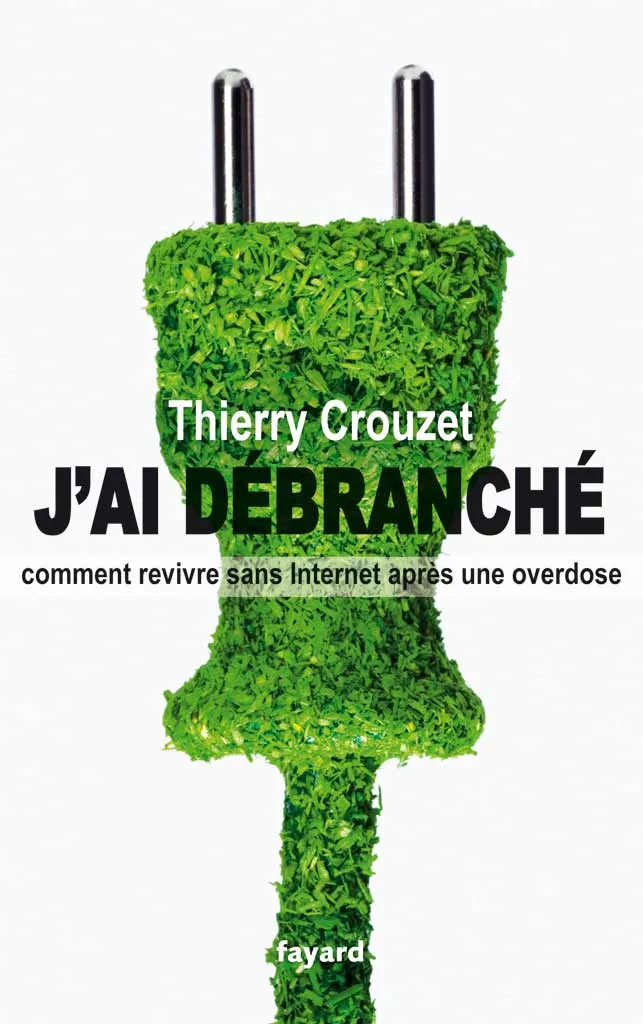 Thierry Crouzet
J'AI DÉBRANCHÉ
comment revivre sans Internet après une overdose
fayard